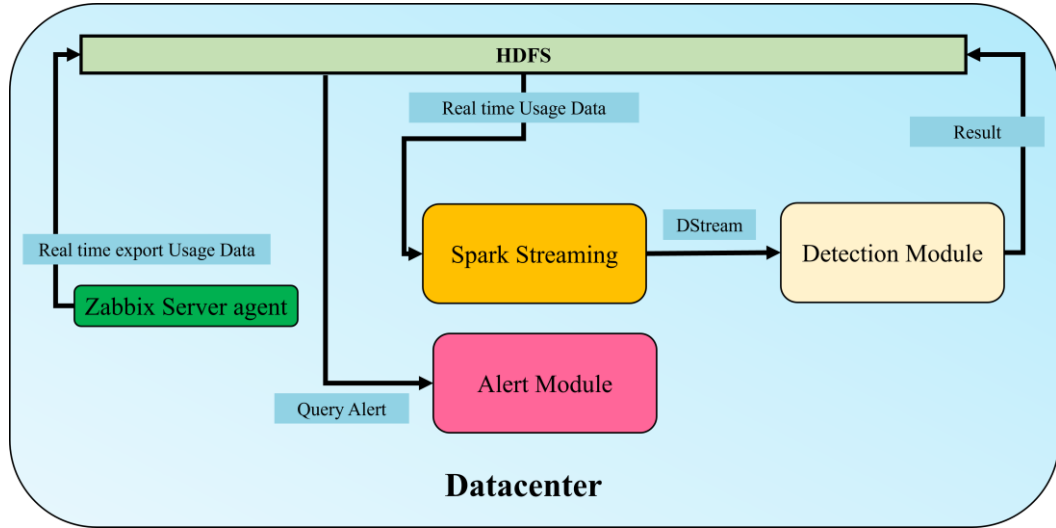 HDFS
Real time Usage Data
Result
DStream
Spark Streaming
Detection Module
Real time export Usage Data
Zabbix Server agent
Alert Module
Query Alert
Datacenter